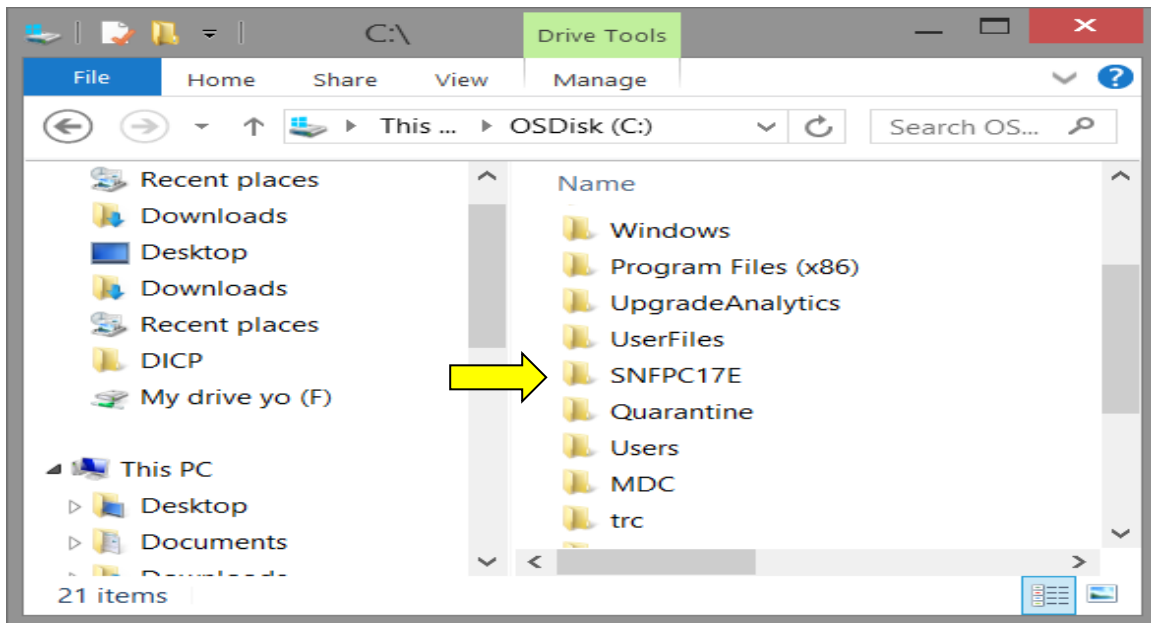 C:\
Drive Tools
File Home Share View Manage
This ... OSDisk (C:) Search OS...
Recent places
Downloads
Desktop
Downloads
Recent places
DICP
My drive yo (F)
This PC
Desktop
Documents
Name
Windows
Program Files (x86)
UpgradeAnalytics
UserFiles
SNFPC17E
Quarantine
Users
MDC
trc
21 items